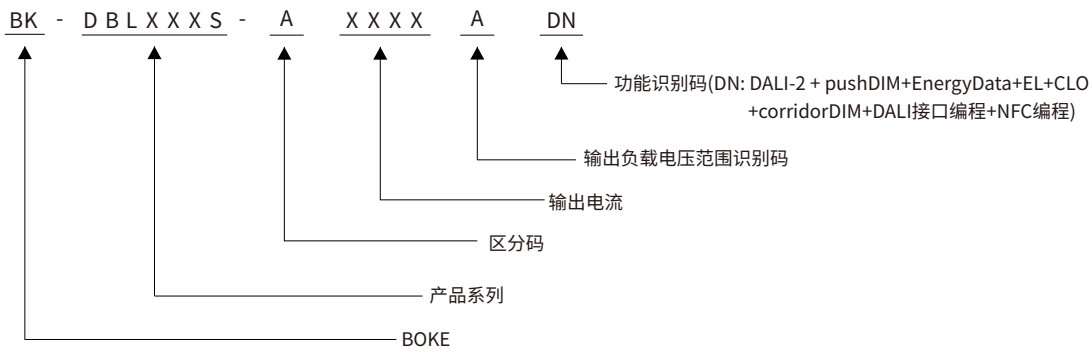 BK - DBLXXXS - A XXXX A DN
功能识别码(DN: DALI-2 + pushDIM+EnergyData+EL+CLO
+corridorDIM+DALI接口编程+NFC编程)
输出负载电压范围识别码
输出电流
区分码
产品系列
BOKE